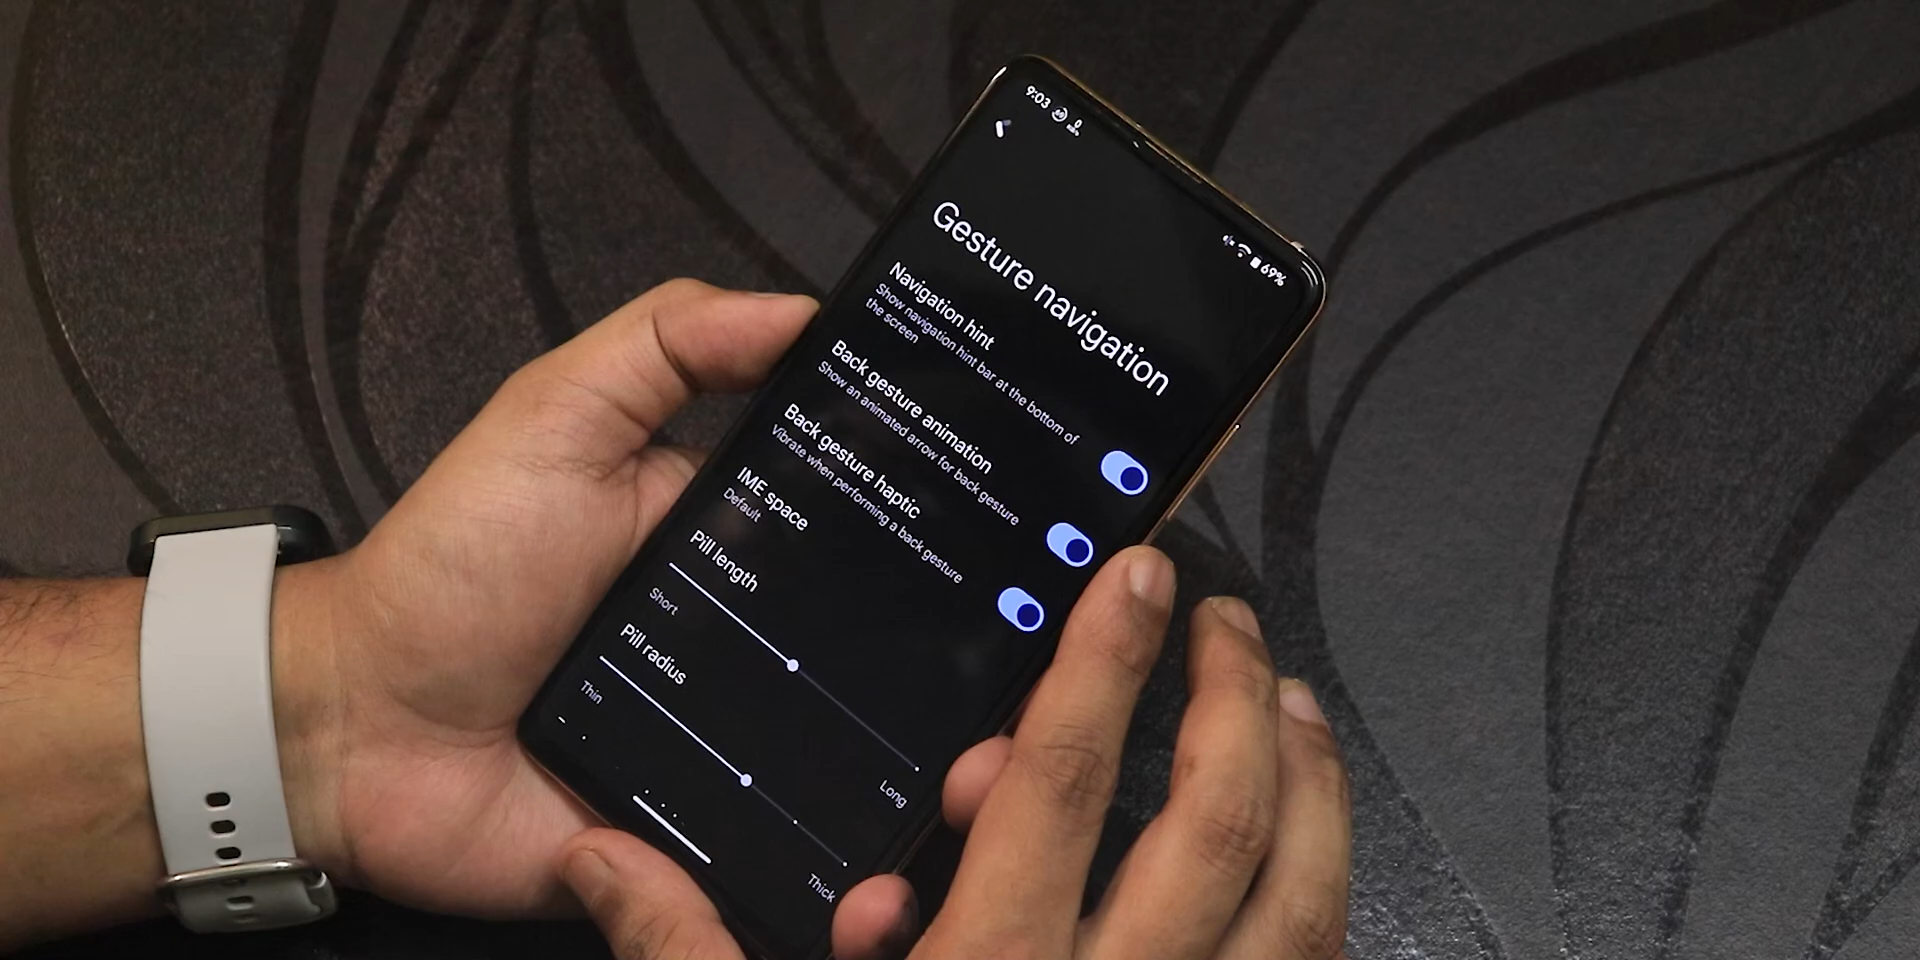 9:03
69%
Gesture navigation
Navigation hint
Show navigation hint bar at the bottom of
the screen
Back gesture animation
Show an animated arrow for back gesture
Back gesture haptic
Vibrate when performing a back gesture
IME space
Default
Pill length
Short
Long
Pill radius
Thin
Thick